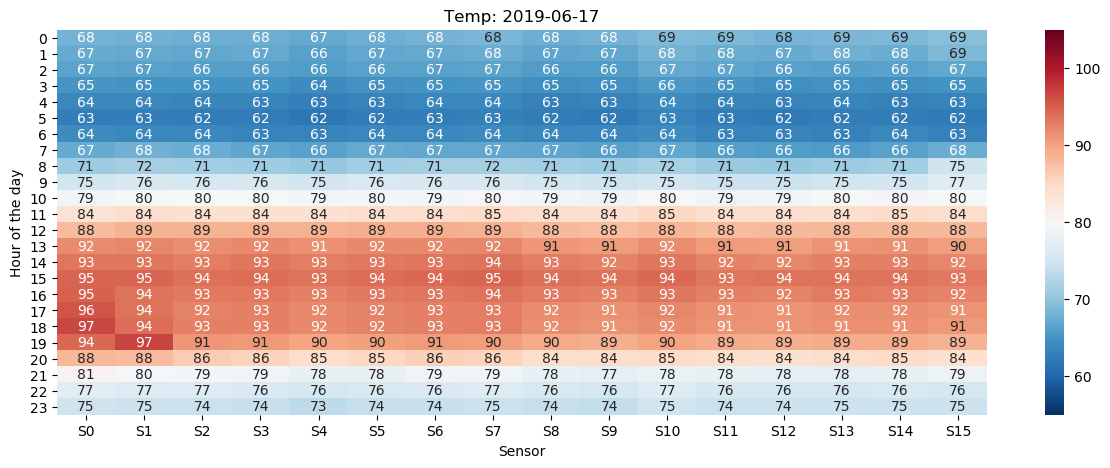 Temp: 2019-06-17
0 68 68 68 68 67 68 68 68 68 68 69 69 68 69 69 69
1 67 67 67 67 66 67 67 68 67 67 68 68 67 68 68 69
2 67 67 66 66 66 66 67 67 66 66 67 67 66 66 66 67
3 65 65 65 65 64 65 65 65 65 65 66 65 65 65 65 65
4 64 64 64 63 63 63 64 64 63 63 64 64 63 64 63 63
5 63 63 62 62 62 62 63 63 62 62 63 63 62 62 62 62
6 64 64 64 63 63 64 64 64 64 64 64 63 63 63 64 63
7 67 68 68 67 66 67 67 67 67 66 67 66 66 66 66 68
8 71 72 71 71 71 71 71 72 71 71 72 71 71 71 71 75
9 75 76 76 76 75 76 76 76 75 75 75 75 75 75 75 77
10 79 80 80 80 79 80 79 80 79 79 80 79 79 80 80 80
11 84 84 84 84 84 84 84 85 84 84 85 84 84 84 85 84
12 88 89 89 89 89 89 89 89 88 88 88 88 88 88 88 88
13 92 92 92 92 91 92 92 92 91 91 92 91 91 91 91 90
14 93 93 93 93 93 93 93 94 93 92 93 92 92 93 93 92
15 95 95 94 94 93 94 94 95 94 94 94 93 94 94 94 93
16 95 94 93 93 93 93 93 94 93 93 93 92 93 93 93 92
17 96 94 92 93 92 92 93 93 92 91 92 91 91 92 92 91
18 97 94 93 93 92 92 93 93 92 91 92 91 91 91 91 91
19 94 97 91 91 90 90 91 90 90 89 90 89 89 89 89 89
20 88 88 86 86 85 85 86 86 84 84 85 84 84 84 85 84
21 81 80 79 79 78 78 79 79 78 77 78 78 78 78 78 79
22 77 77 77 76 76 76 76 76 76 76 77 76 76 76 76 76
23 75 75 74 74 73 74 74 75 74 74 75 74 74 75 75 75
S0 S1 S2 S3 S4 S5 S6 S7 S8 S9 S10 S11 S12 S13 S14 S15
Sensor
Hour of the day
100
90
80
70
60